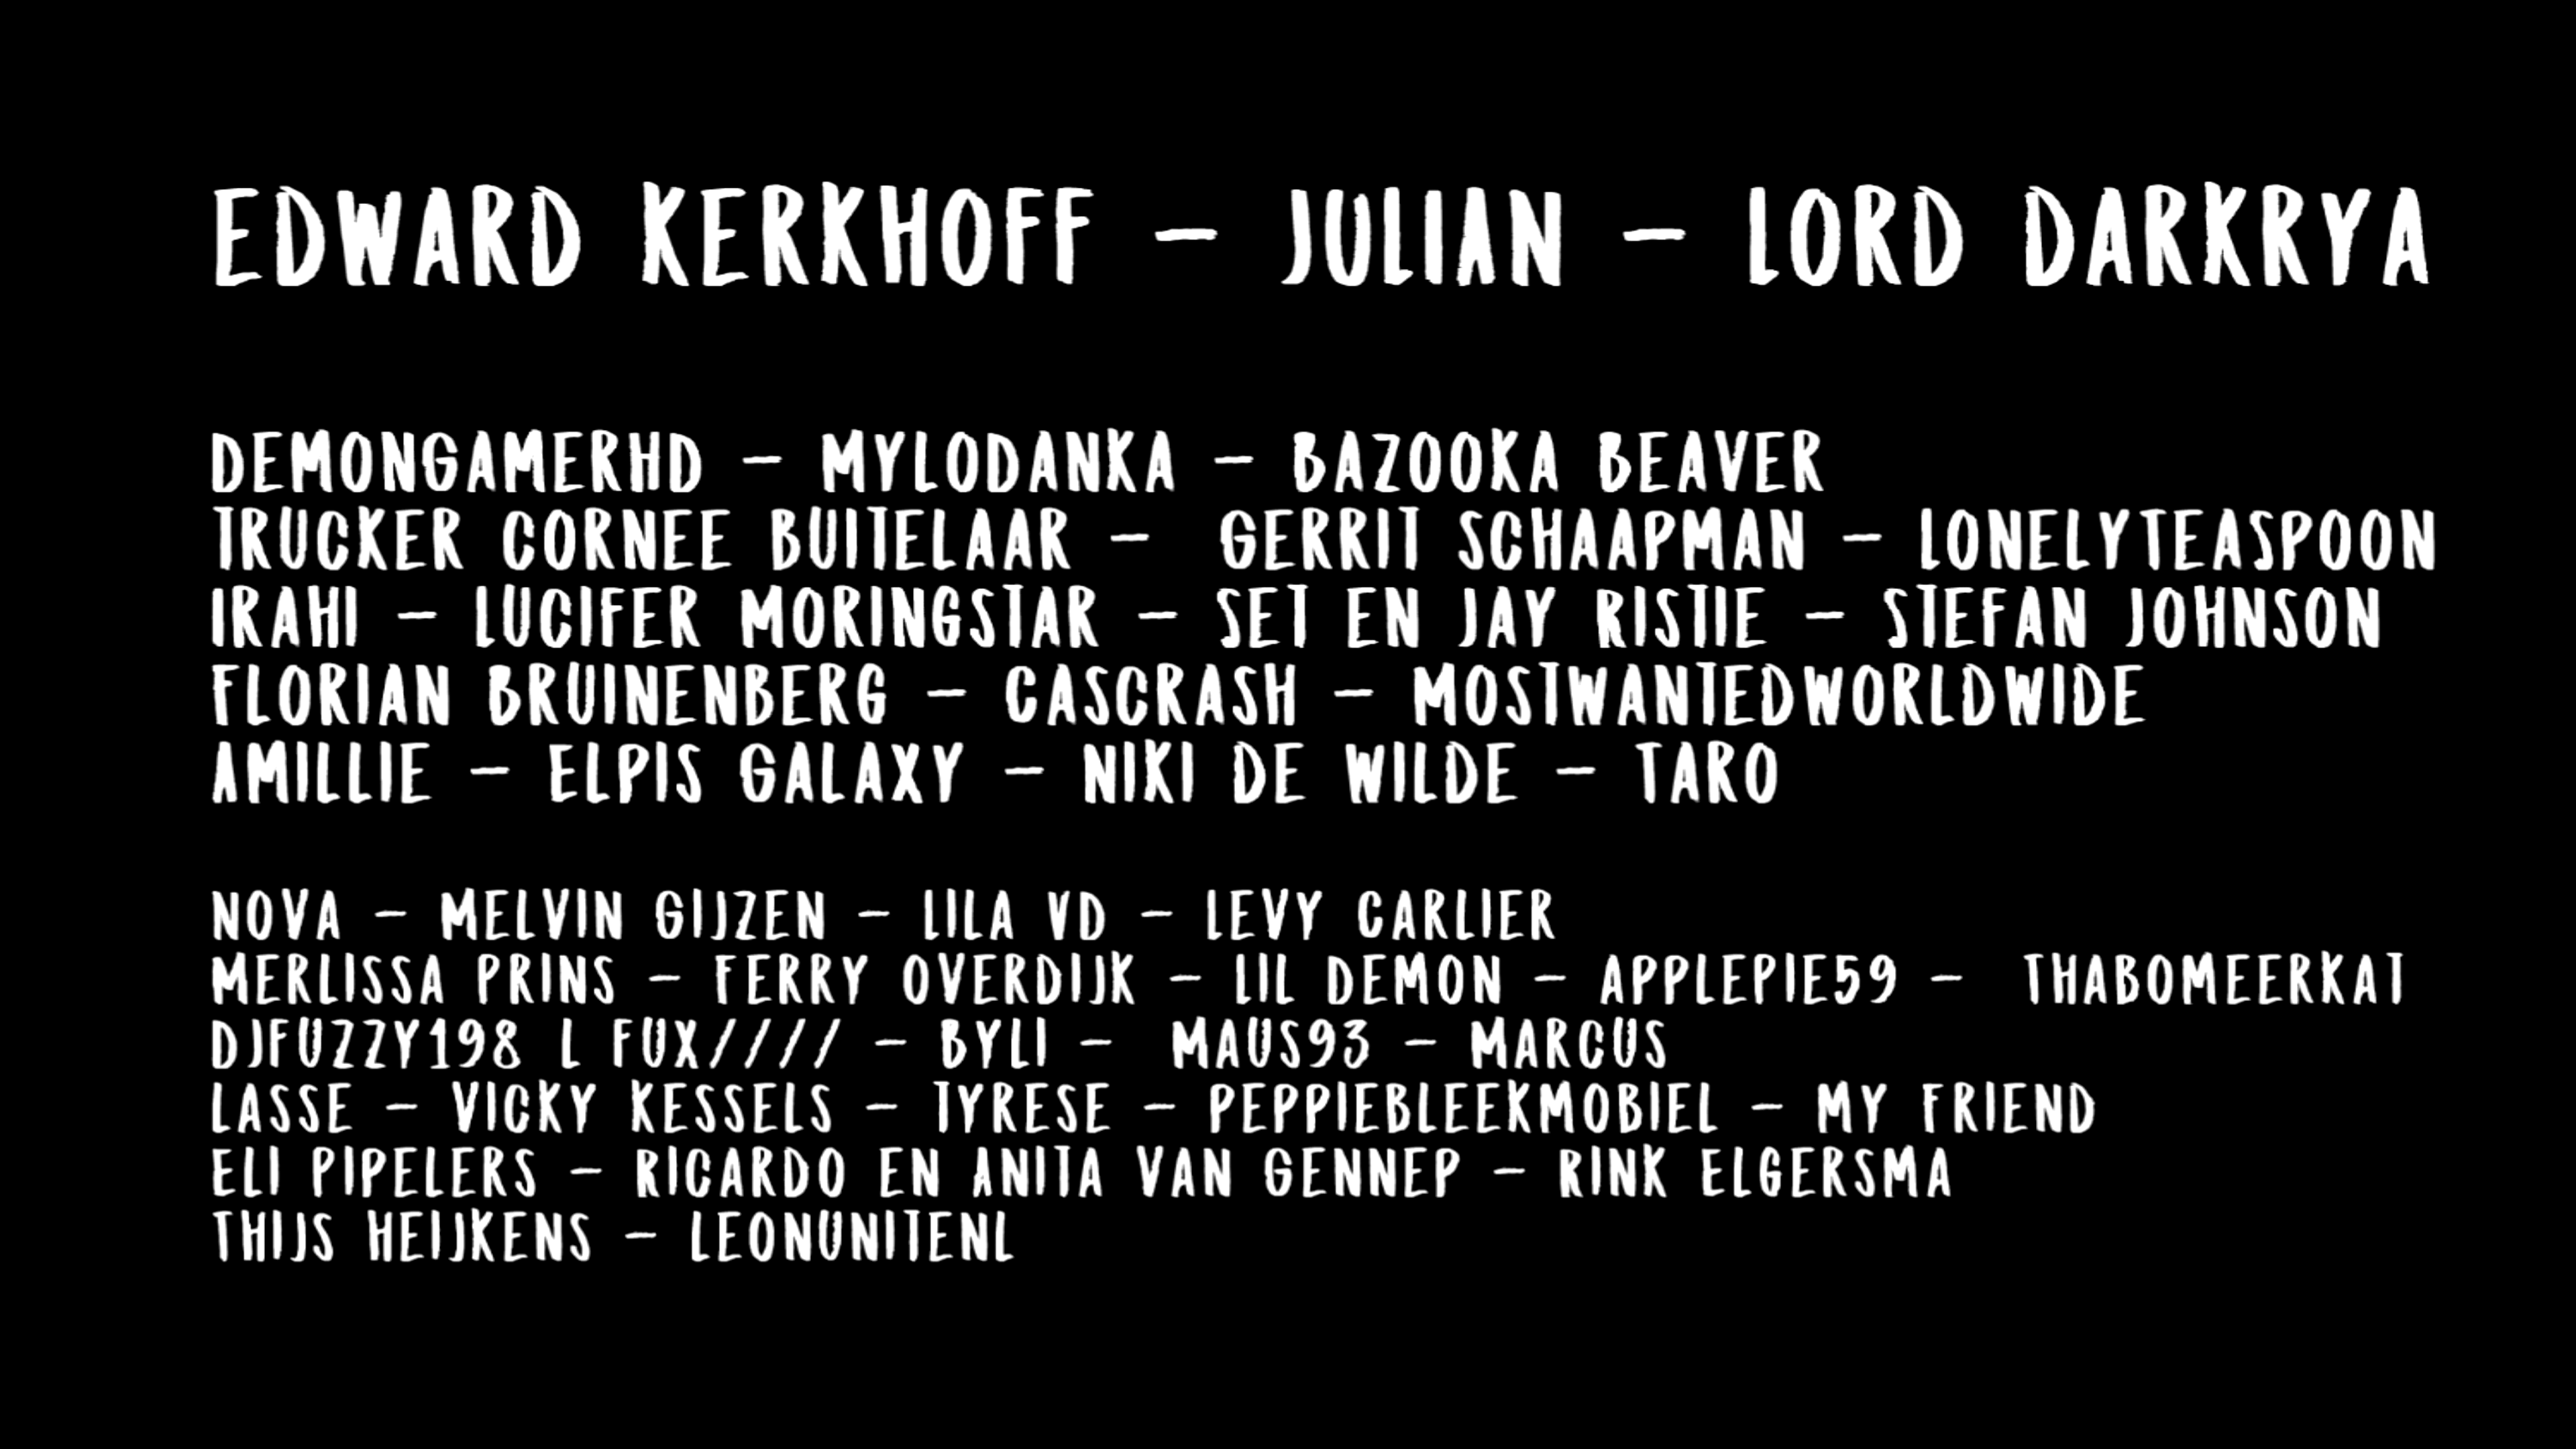 EDWARD KERKHOFF - JULIAN - LORD DARKRYA
DEMONGAMERHD - MYLODANKA - BAZOOKA BEAVER
TRUCKER CORNEE BUITELAAR - GERRIT SCHAAPMAN - LONELYTEASPOON
IRAHI - LUCIFER MORINGSTAR - SET EN JAY RISTIE - STEFAN JOHNSON
FLORIAN BRUINENBERG - CASCRASH - MOSTWANTEDWORLDWIDE
AMILLIE - ELPIS GALAXY - NIKI DE WILDE - TARO
NOVA - MELVIN GIJZEN - LILA VD - LEVY CARLIER
MERLISSA PRINS - FERRY OVERDIJK - LIL DEMON - APPLEPIE59 - THABOMEERKAT
DJFUZZY198 L FUX//// - BYLI - MAUS93 - MARCUS
LASSE - VICKY KESSELS - TYRESE - PEPPIEBLEEKMOBIEL - MY FRIEND
ELI PIPELERS - RICARDO EN ANITA VAN GENNEP - RINK ELGERSMA
THIJS HEIJKENS - LEONUNITENL